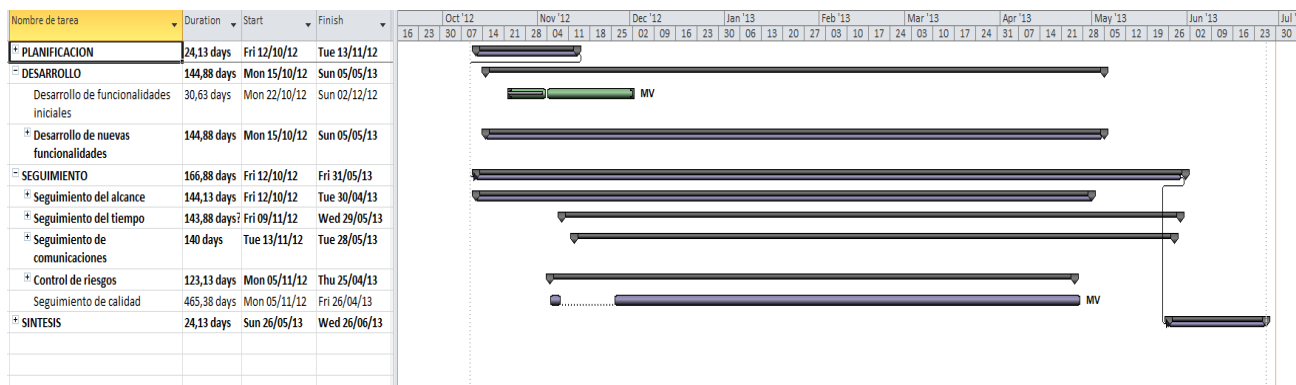 Nombre de tarea Duration Start Finish Oct '12 Nov '12 Dec '12 Jan '13 Feb '13 Mar '13 Apr '13 May '13 Jun '13 Jul '
16 23 30 07 14 21 28 04 11 18 25 02 09 16 23 30 06 13 20 27 03 10 17 24 03 10 17 24 31 07 14 21 28 05 12 19 26 02 09 16 23 30
PLANIFICACION 24,13 days Fri 12/10/12 Tue 13/11/12
DESARROLLO 144,88 days Mon 15/10/12 Sun 05/05/13
Desarrollo de funcionalidades 30,63 days Mon 22/10/12 Sun 02/12/12 MV
iniciales
Desarrollo de nuevas 144,88 days Mon 15/10/12 Sun 05/05/13
funcionalidades
SEGUIMIENTO 166,88 days Fri 12/10/12 Fri 31/05/13
Seguimiento del alcance 144,13 days Fri 12/10/12 Tue 30/04/13
Seguimiento del tiempo 143,88 days? Fri 09/11/12 Wed 29/05/13
Seguimiento de 140 days Tue 13/11/12 Tue 28/05/13
comunicaciones
Control de riesgos 123,13 days Mon 05/11/12 Thu 25/04/13
Seguimiento de calidad 465,38 days Mon 05/11/12 Fri 26/04/13 MV
SINTESIS 24,13 days Sun 26/05/13 Wed 26/06/13